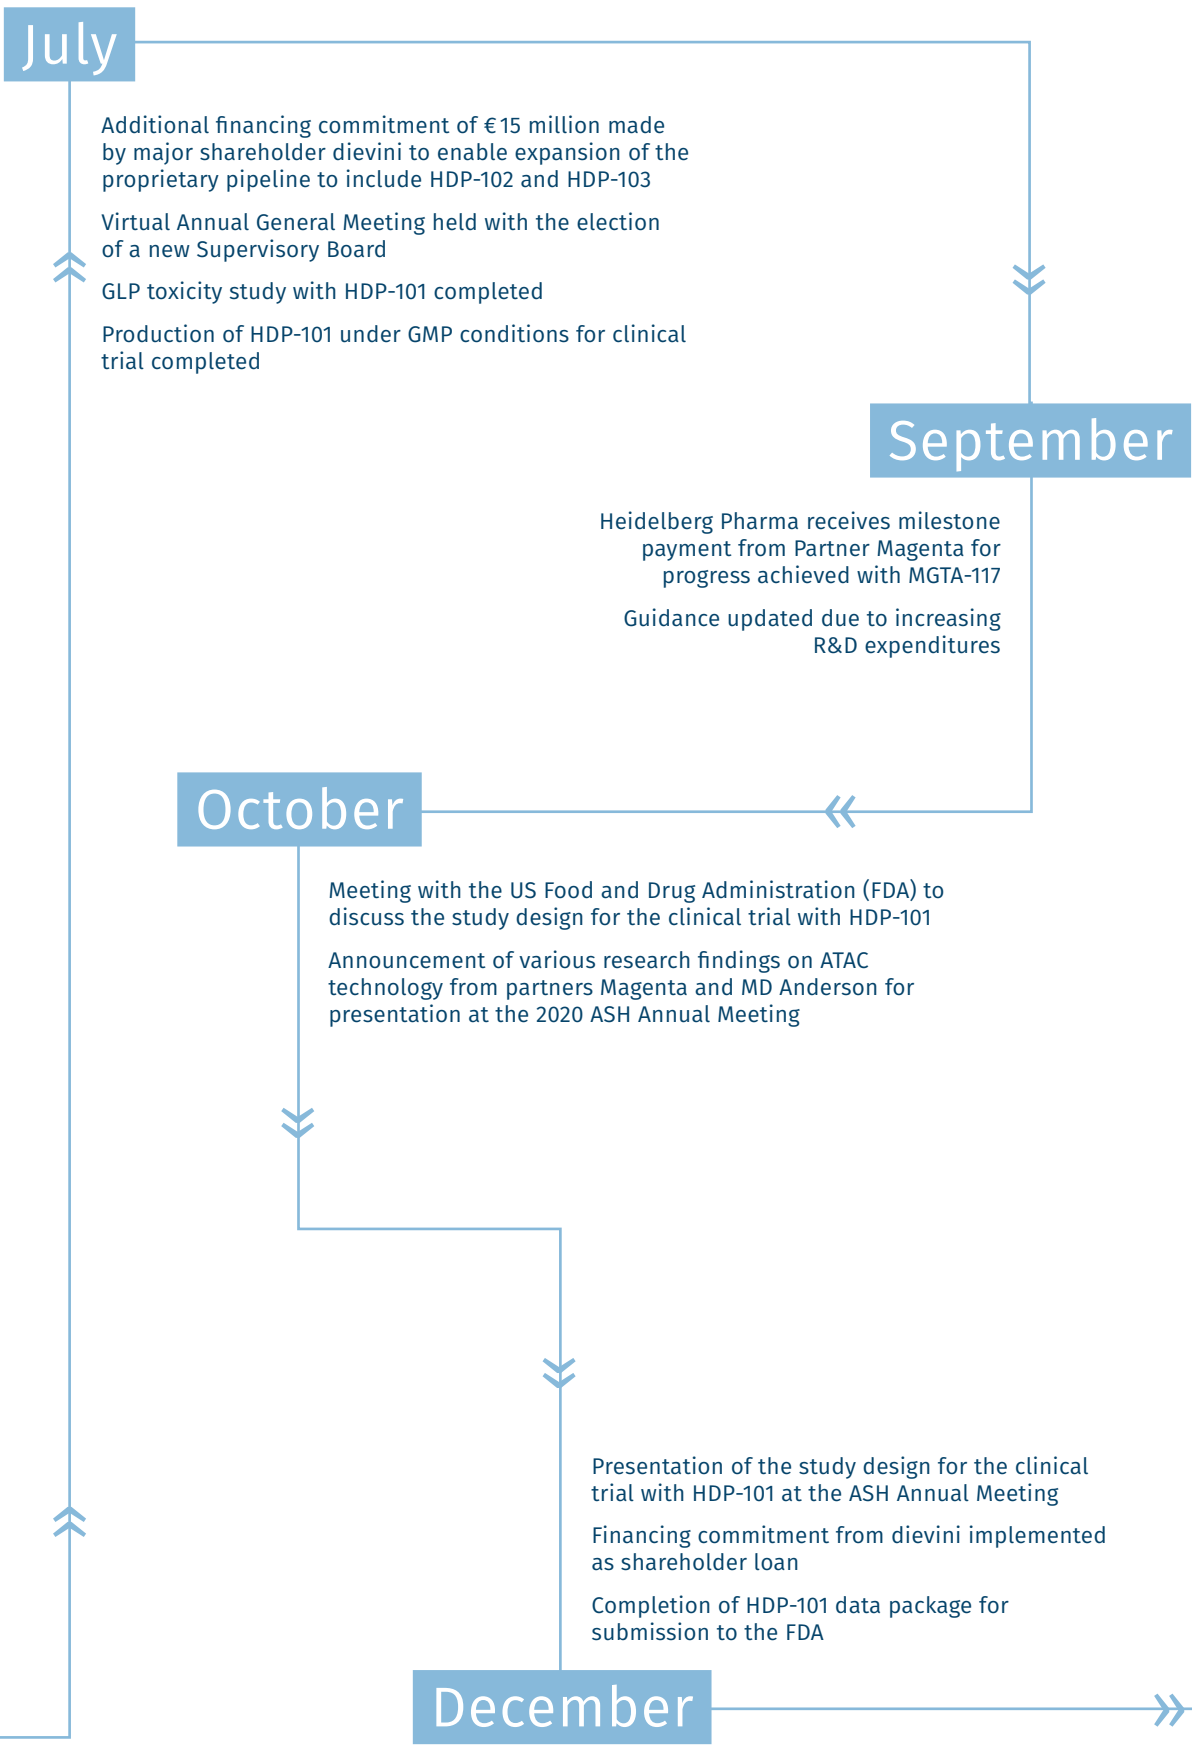 July
Additional financing commitment of €15 million made
by major shareholder dievini to enable expansion of the
proprietary pipeline to include HDP-102 and HDP-103
Virtual Annual General Meeting held with the election
of a new Supervisory Board
GLP toxicity study with HDP-101 completed
Production of HDP-101 under GMP conditions for clinical
trial completed
September
Heidelberg Pharma receives milestone
payment from Partner Magenta for
progress achieved with MGTA-117
Guidance updated due to increasing
R&D expenditures
October
Meeting with the US Food and Drug Administration (FDA) to
discuss the study design for the clinical trial with HDP-101
Announcement of various research findings on ATAC
technology from partners Magenta and MD Anderson for
presentation at the 2020 ASH Annual Meeting
Presentation of the study design for the clinical
trial with HDP-101 at the ASH Annual Meeting
Financing commitment from dievini implemented
as shareholder loan
Completion of HDP-101 data package for
submission to the FDA
December